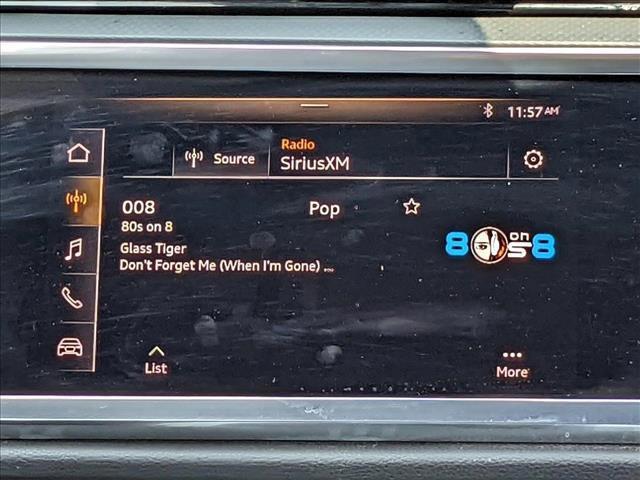 11:57 AM
Radio
Source
SiriusXM
008
Pop
80s on 8
Glass Tiger
Don't Forget Me (When I'm Gone) ...
80s on 8
List
More